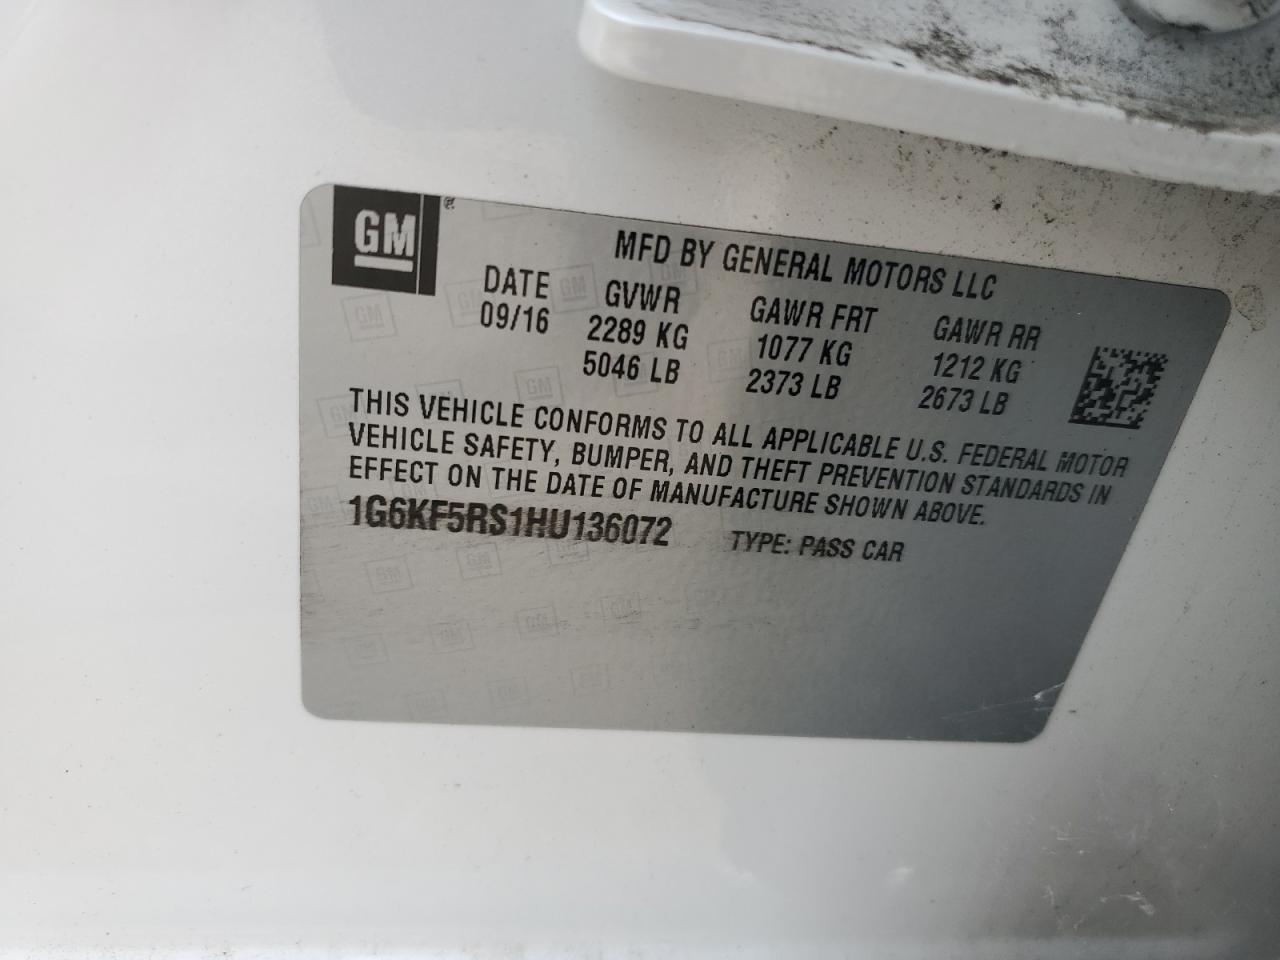 GM®
MFD BY GENERAL MOTORS LLC
DATE GVWR GAWR FRT GAWR RR
09/16 2289 KG 1077 KG 1212 KG
5046 LB 2373 LB 2673 LB
THIS VEHICLE CONFORMS TO ALL APPLICABLE U.S. FEDERAL MOTOR
VEHICLE SAFETY, BUMPER, AND THEFT PREVENTION STANDARDS IN
EFFECT ON THE DATE OF MANUFACTURE SHOWN ABOVE.
1G6KF5RS1HU136072 TYPE: PASS CAR